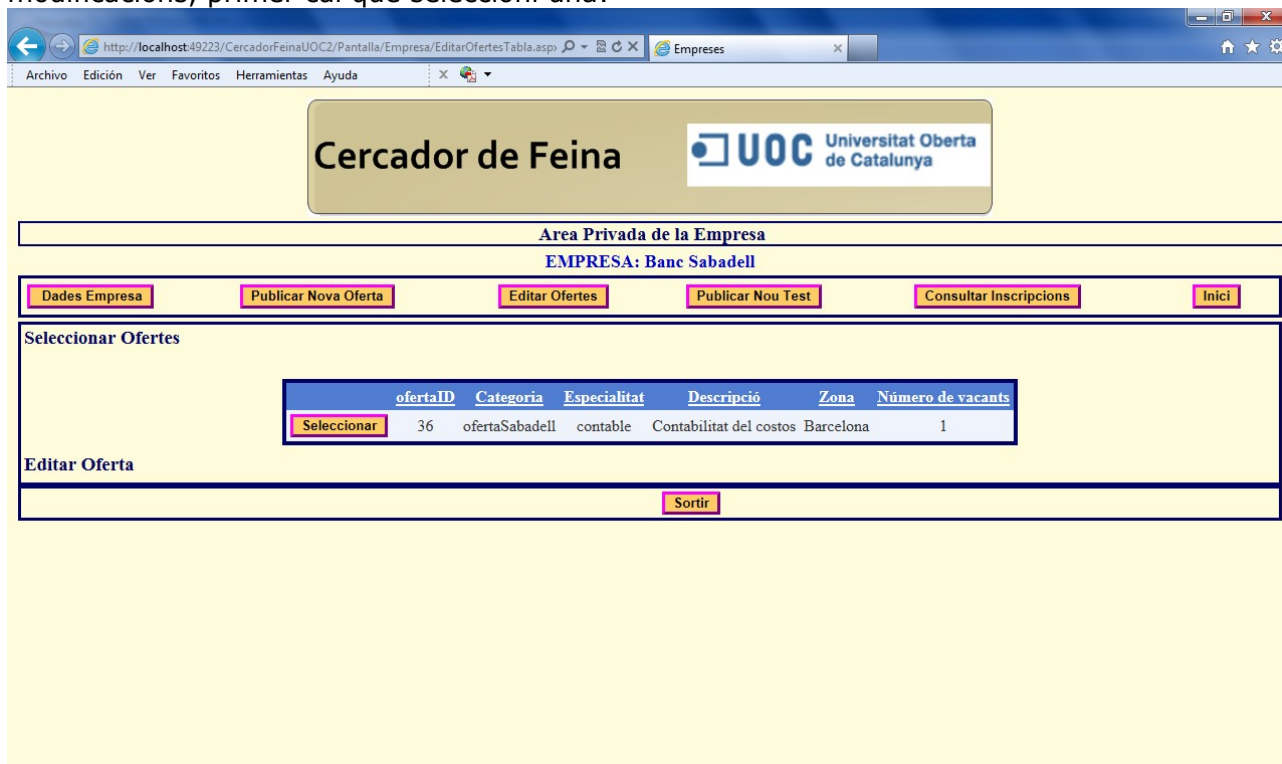 modificacions, primer cal que seleccioni una.
http://localhost:49223/CercadorFeinaUOC2/Pantalla/Empresa/EditarOfertesTabla.asp Empreses
Archivo Edición Ver Favoritos Herramientas Ayuda
Cercador de Feina UOC Universitat Oberta
de Catalunya
Area Privada de la Empresa
EMPRESA: Banc Sabadell
Dades Empresa Publicar Nova Oferta Editar Ofertes Publicar Nou Test Consultar Inscripcions Inici
Seleccionar Ofertes
ofertaID Categoria Especialitat Descripció Zona Número de vacants
Seleccionar 36 ofertaSabadell contable Contabilitat del costos Barcelona 1
Editar Oferta
Sortir